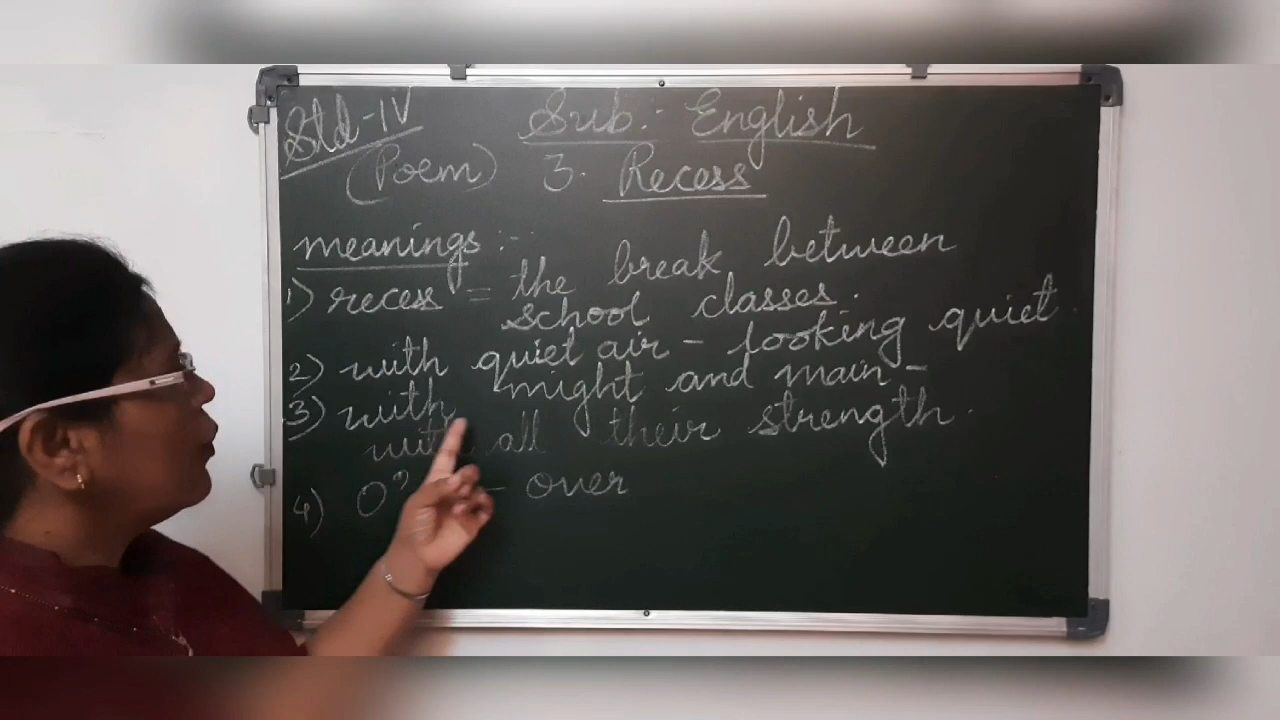 Std-IV Sub:- English
(Poem) 3. Recess
meanings :-
1) recess = the break between
school classes.
2) with quiet air - looking quiet.
3) with might and main -
with all their strength.
4) - over